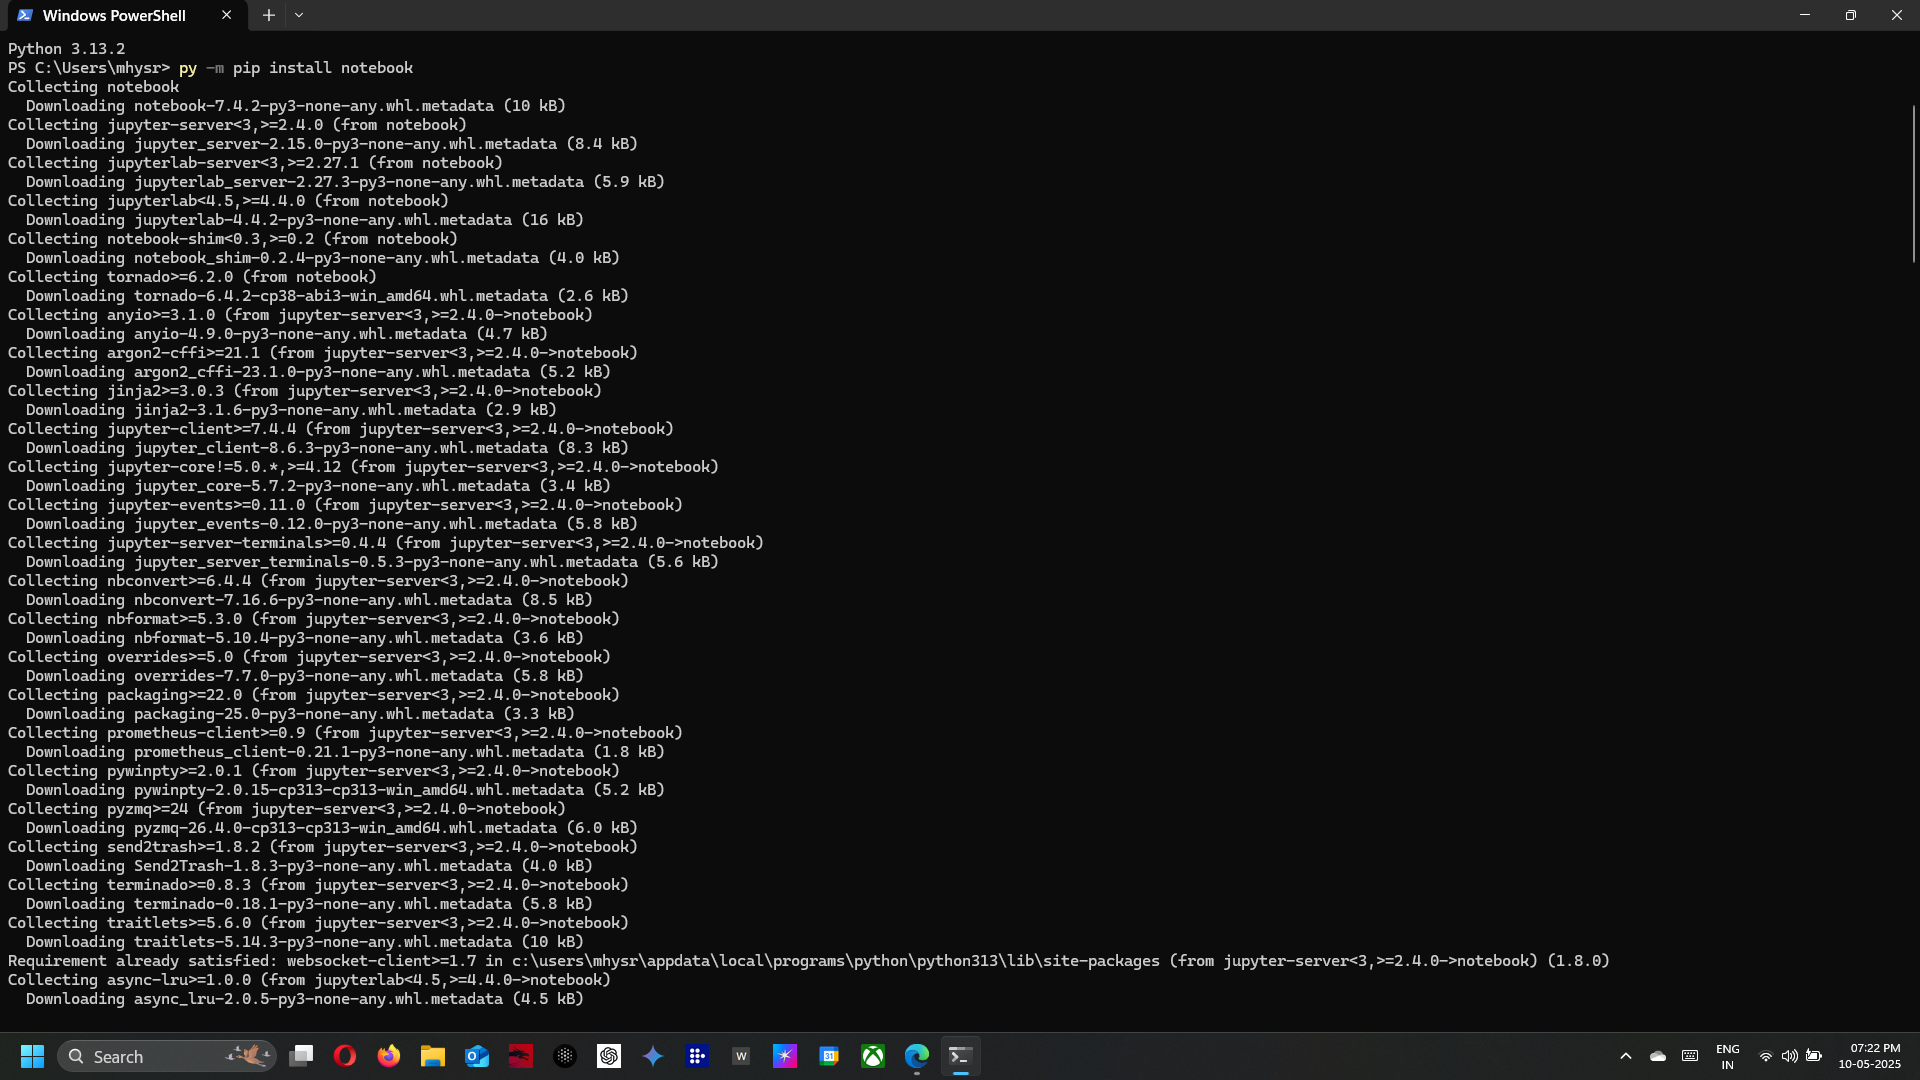 Windows PowerShell
Python 3.13.2
PS C:\Users\mhysr> py -m pip install notebook
Collecting notebook
  Downloading notebook-7.4.2-py3-none-any.whl.metadata (10 kB)
Collecting jupyter-server<3,>=2.4.0 (from notebook)
  Downloading jupyter_server-2.15.0-py3-none-any.whl.metadata (8.4 kB)
Collecting jupyterlab-server<3,>=2.27.1 (from notebook)
  Downloading jupyterlab_server-2.27.3-py3-none-any.whl.metadata (5.9 kB)
Collecting jupyterlab<4.5,>=4.4.0 (from notebook)
  Downloading jupyterlab-4.4.2-py3-none-any.whl.metadata (16 kB)
Collecting notebook-shim<0.3,>=0.2 (from notebook)
  Downloading notebook_shim-0.2.4-py3-none-any.whl.metadata (4.0 kB)
Collecting tornado>=6.2.0 (from notebook)
  Downloading tornado-6.4.2-cp38-abi3-win_amd64.whl.metadata (2.6 kB)
Collecting anyio>=3.1.0 (from jupyter-server<3,>=2.4.0->notebook)
  Downloading anyio-4.9.0-py3-none-any.whl.metadata (4.7 kB)
Collecting argon2-cffi>=21.1 (from jupyter-server<3,>=2.4.0->notebook)
  Downloading argon2_cffi-23.1.0-py3-none-any.whl.metadata (5.2 kB)
Collecting jinja2>=3.0.3 (from jupyter-server<3,>=2.4.0->notebook)
  Downloading jinja2-3.1.6-py3-none-any.whl.metadata (2.9 kB)
Collecting jupyter-client>=7.4.4 (from jupyter-server<3,>=2.4.0->notebook)
  Downloading jupyter_client-8.6.3-py3-none-any.whl.metadata (8.3 kB)
Collecting jupyter-core!=5.0.*,>=4.12 (from jupyter-server<3,>=2.4.0->notebook)
  Downloading jupyter_core-5.7.2-py3-none-any.whl.metadata (3.4 kB)
Collecting jupyter-events>=0.11.0 (from jupyter-server<3,>=2.4.0->notebook)
  Downloading jupyter_events-0.12.0-py3-none-any.whl.metadata (5.8 kB)
Collecting jupyter-server-terminals>=0.4.4 (from jupyter-server<3,>=2.4.0->notebook)
  Downloading jupyter_server_terminals-0.5.3-py3-none-any.whl.metadata (5.6 kB)
Collecting nbconvert>=6.4.4 (from jupyter-server<3,>=2.4.0->notebook)
  Downloading nbconvert-7.16.6-py3-none-any.whl.metadata (8.5 kB)
Collecting nbformat>=5.3.0 (from jupyter-server<3,>=2.4.0->notebook)
  Downloading nbformat-5.10.4-py3-none-any.whl.metadata (3.6 kB)
Collecting overrides>=5.0 (from jupyter-server<3,>=2.4.0->notebook)
  Downloading overrides-7.7.0-py3-none-any.whl.metadata (5.8 kB)
Collecting packaging>=22.0 (from jupyter-server<3,>=2.4.0->notebook)
  Downloading packaging-25.0-py3-none-any.whl.metadata (3.3 kB)
Collecting prometheus-client>=0.9 (from jupyter-server<3,>=2.4.0->notebook)
  Downloading prometheus_client-0.21.1-py3-none-any.whl.metadata (1.8 kB)
Collecting pywinpty>=2.0.1 (from jupyter-server<3,>=2.4.0->notebook)
  Downloading pywinpty-2.0.15-cp313-cp313-win_amd64.whl.metadata (5.2 kB)
Collecting pyzmq>=24 (from jupyter-server<3,>=2.4.0->notebook)
  Downloading pyzmq-26.4.0-cp313-cp313-win_amd64.whl.metadata (6.0 kB)
Collecting send2trash>=1.8.2 (from jupyter-server<3,>=2.4.0->notebook)
  Downloading Send2Trash-1.8.3-py3-none-any.whl.metadata (4.0 kB)
Collecting terminado>=0.8.3 (from jupyter-server<3,>=2.4.0->notebook)
  Downloading terminado-0.18.1-py3-none-any.whl.metadata (5.8 kB)
Collecting traitlets>=5.6.0 (from jupyter-server<3,>=2.4.0->notebook)
  Downloading traitlets-5.14.3-py3-none-any.whl.metadata (10 kB)
Requirement already satisfied: websocket-client>=1.7 in c:\users\mhysr\appdata\local\programs\python\python313\lib\site-packages (from jupyter-server<3,>=2.4.0->notebook) (1.8.0)
Collecting async-lru>=1.0.0 (from jupyterlab<4.5,>=4.4.0->notebook)
  Downloading async_lru-2.0.5-py3-none-any.whl.metadata (4.5 kB)
Search
W
31
ENG
IN
07:22 PM
10-05-2025